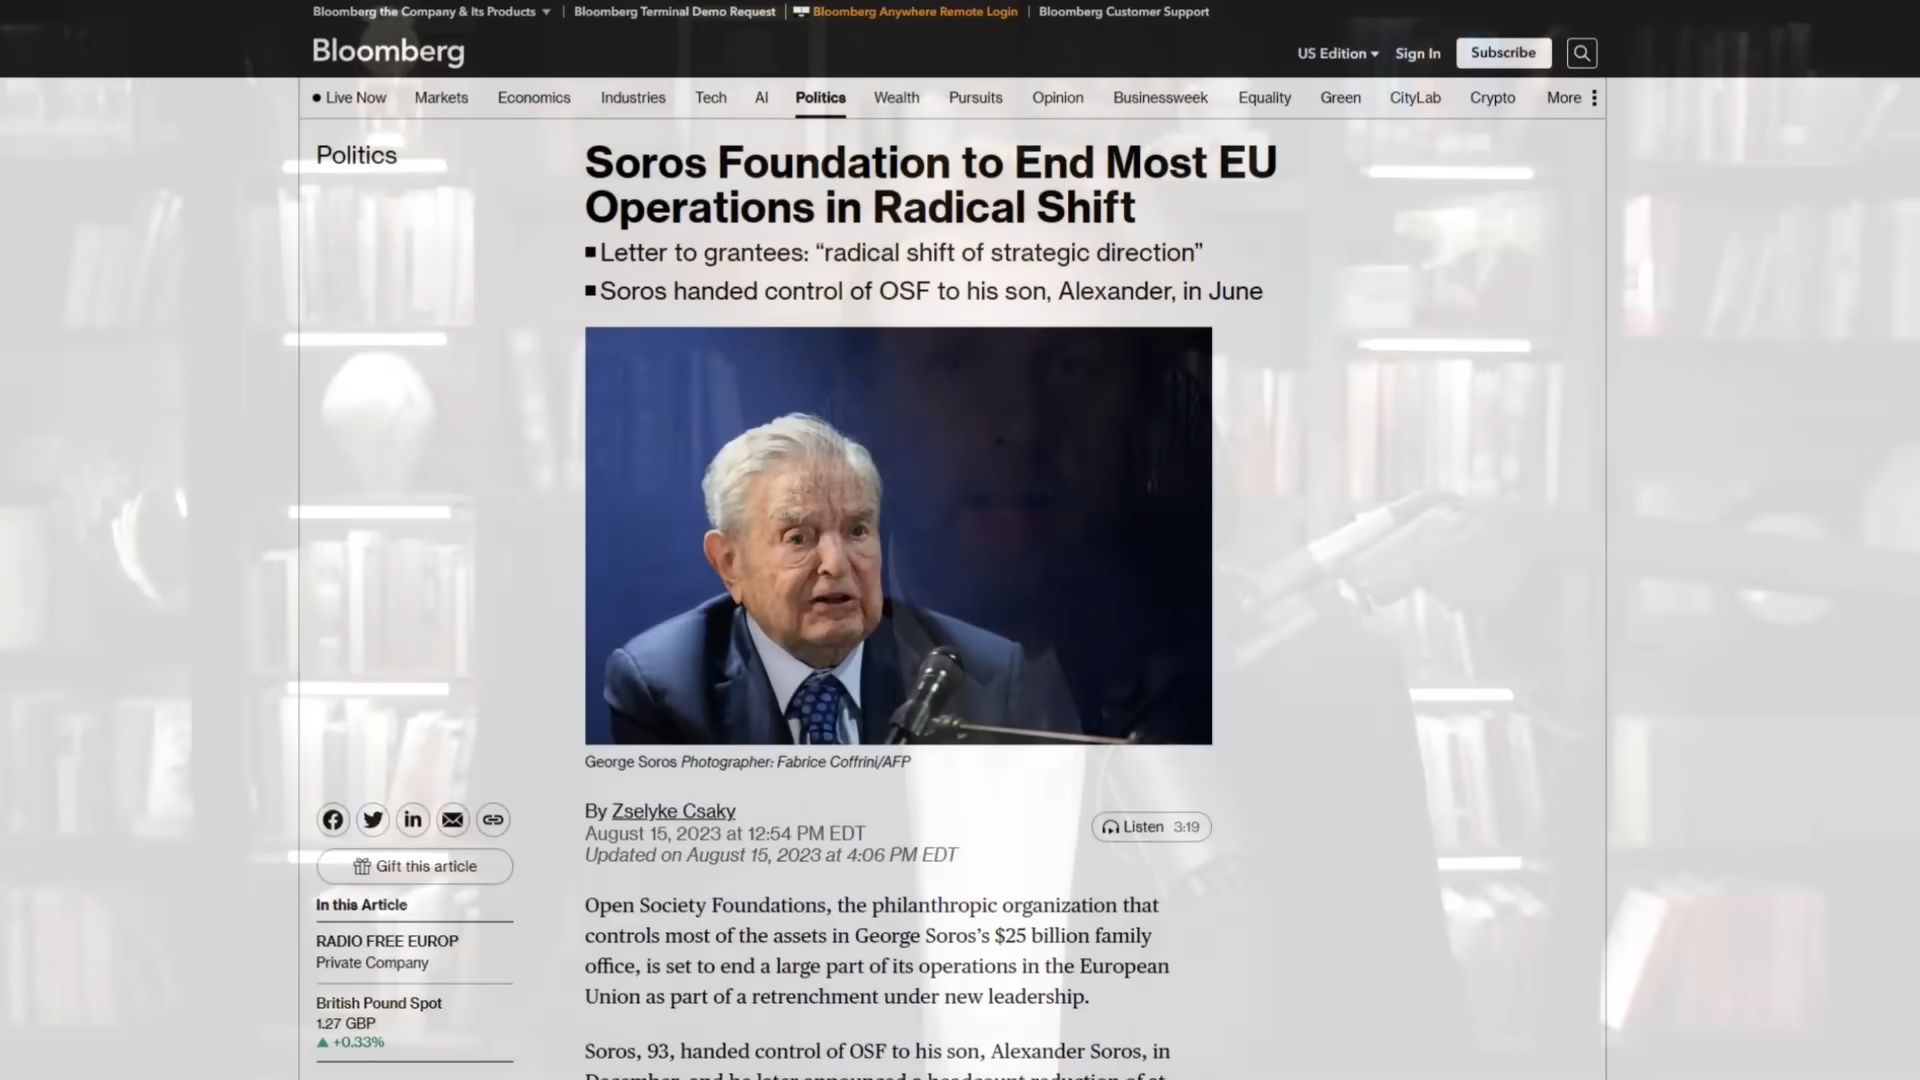 Bloomberg the Company & Its Products
Bloomberg Terminal Demo Request
Bloomberg Anywhere Remote Login
Bloomberg Customer Support
Bloomberg
US Edition
Sign In
Subscribe
Live Now
Markets
Economics
Industries
Tech
AI
Politics
Wealth
Pursuits
Opinion
Businessweek
Equality
Green
CityLab
Crypto
More
Politics
Soros Foundation to End Most EU
Operations in Radical Shift
Letter to grantees: “radical shift of strategic direction”
Soros handed control of OSF to his son, Alexander, in June
George Soros Photographer: Fabrice Coffrini/AFP
By Zselyke Csaky
August 15, 2023 at 12:54 PM EDT
Updated on August 15, 2023 at 4:06 PM EDT
Listen 3:19
Gift this article
In this Article
RADIO FREE EUROP
Private Company
British Pound Spot
1.27 GBP
+0.33%
Open Society Foundations, the philanthropic organization that
controls most of the assets in George Soros’s $25 billion family
office, is set to end a large part of its operations in the European
Union as part of a retrenchment under new leadership.
Soros, 93, handed control of OSF to his son, Alexander Soros, in